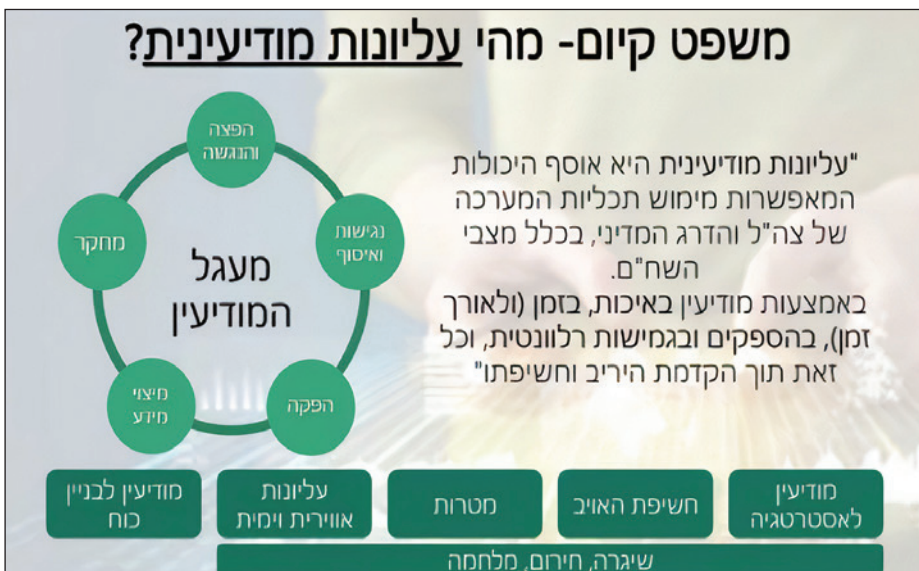 משפט קיום- מהי עליונות מודיעינית?
"עליונות מודיעינית היא אוסף היכולות
המאפשרות מימוש תכליות המערכה
של צה"ל והדרג המדיני, בכלל מצבי
השח"ם.
באמצעות מודיעין באיכות, בזמן (ולאורך
זמן), בהספקים ובגמישות רלוונטית, וכל
זאת תוך הקדמת היריב וחשיפתו"
הפצה
והנגשה
נגישות
ואיסוף
הפקה
מיצוי
מידע
מחקר
מעגל
המודיעין
מודיעין
לאסטרטגיה
חשיפת האויב
מטרות
עליונות
אווירית וימית
מודיעין לבניין
כוח
שיגרה, חירום, מלחמה